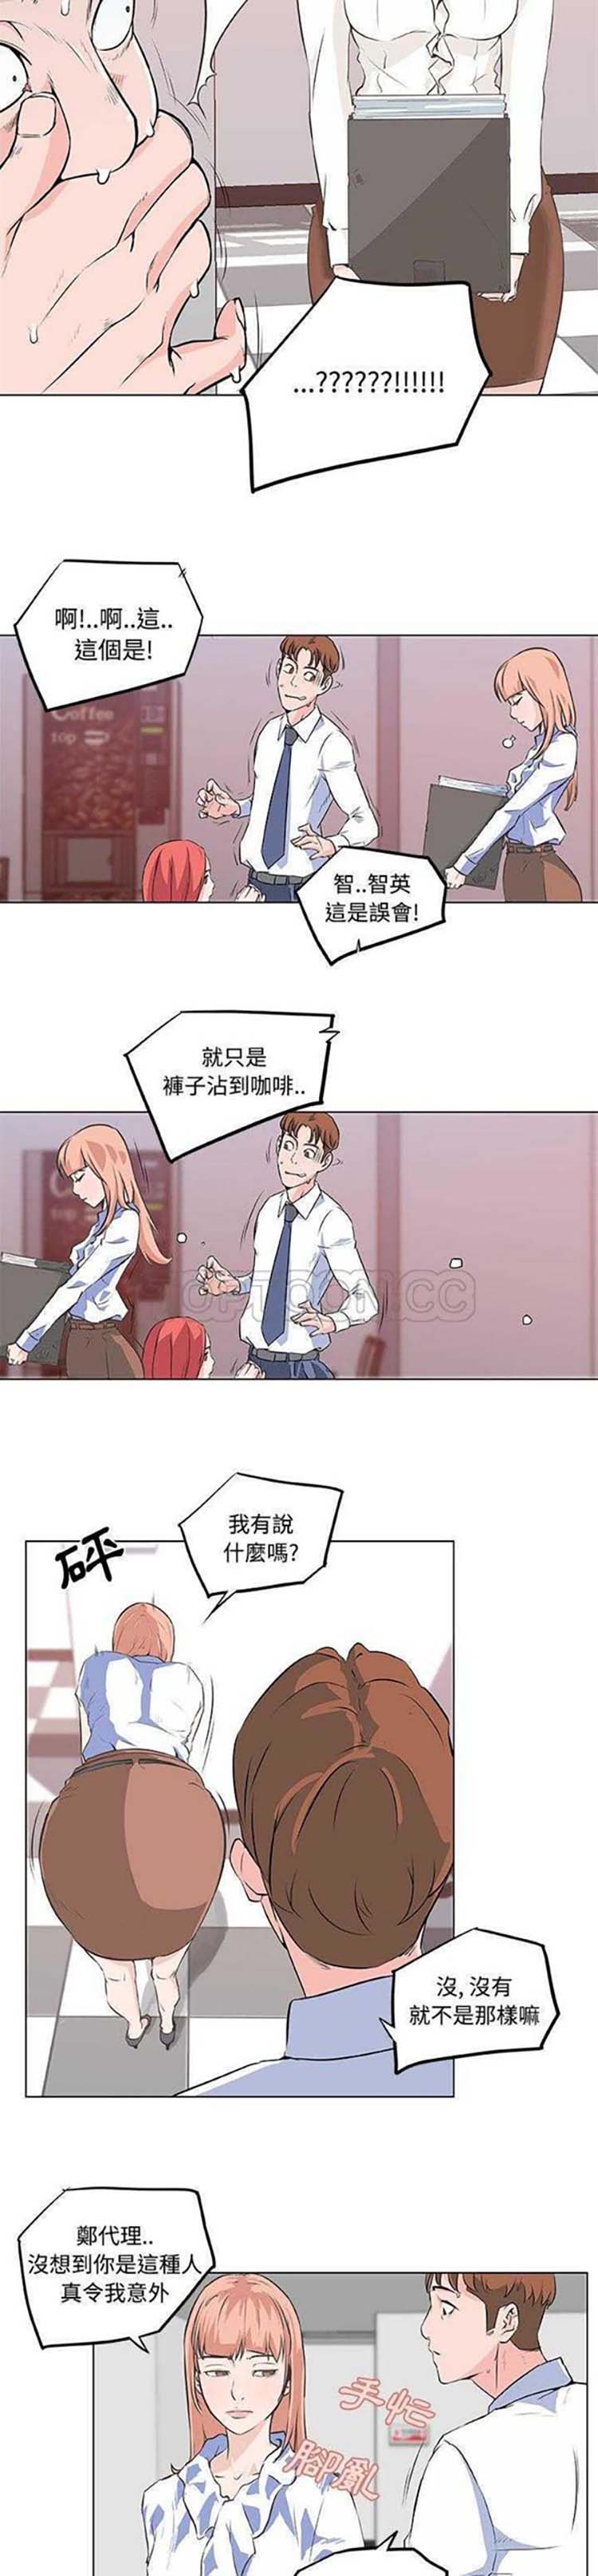 ...??????!!!!!!
啊!..啊..這..
這個是!
Coffee
top
智..智英
這是誤會!
就只是
褲子沾到咖啡..
TOPTOON.CC
我有說
什麼嗎?
砰
沒, 沒有
就不是那樣嘛
鄭代理..
沒想到你是這種人
真令我意外
手忙
腳亂